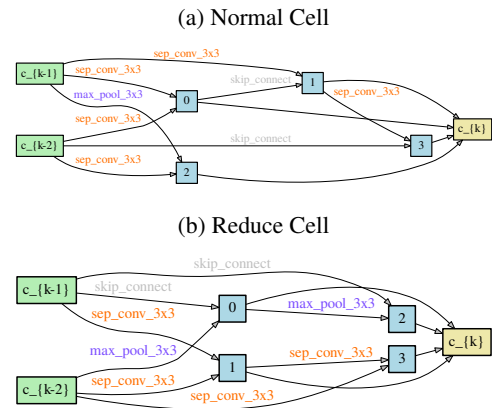 (a) Normal Cell
sep_conv_3x3
c_{k-1}
sep_conv_3x3
skip_connect
1
max_pool_3x3
sep_conv_3x3
0
sep_conv_3x3
c_{k}
c_{k-2}
skip_connect
3
sep_conv_3x3
2
(b) Reduce Cell
skip_connect
c_{k-1}
skip_connect
0
max_pool_3x3
2
sep_conv_3x3
c_{k}
max_pool_3x3
sep_conv_3x3
3
1
c_{k-2}
sep_conv_3x3
sep_conv_3x3